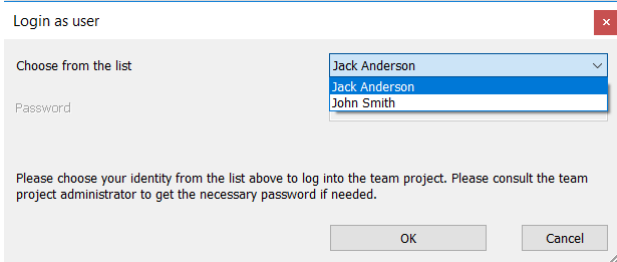 Login as user
Choose from the list
Jack Anderson
Jack Anderson
John Smith
Password
Please choose your identity from the list above to log into the team project. Please consult the team
project administrator to get the necessary password if needed.
OK
Cancel